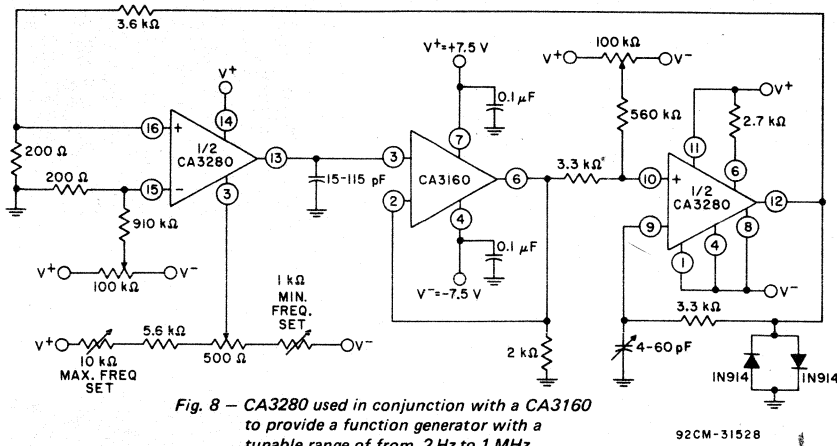 3.6 kΩ
V+=+7.5 V
V+
100 kΩ
V-
V+
0.1 µF
V+
560 kΩ
2.7 kΩ
14
16
+
1/2
CA3280
13
7
11
6
200 Ω
3
CA3160
6
3.3 kΩ
10
+
1/2
CA3280
12
200 Ω
15
-
3
15-115 pF
2
9
8
4
4
1
910 kΩ
0.1 µF
V-
V+
V-
100 kΩ
1 kΩ
MIN.
FREQ.
SET
V-=-7.5 V
3.3 kΩ
V+
5.6 kΩ
V-
10 kΩ
MAX. FREQ
SET
500 Ω
2 kΩ
4-60 pF
1N914
1N914
Fig. 8 – CA3280 used in conjunction with a CA3160
to provide a function generator with a
tunable range of from 2 Hz to 1 MHz
92CM-31528